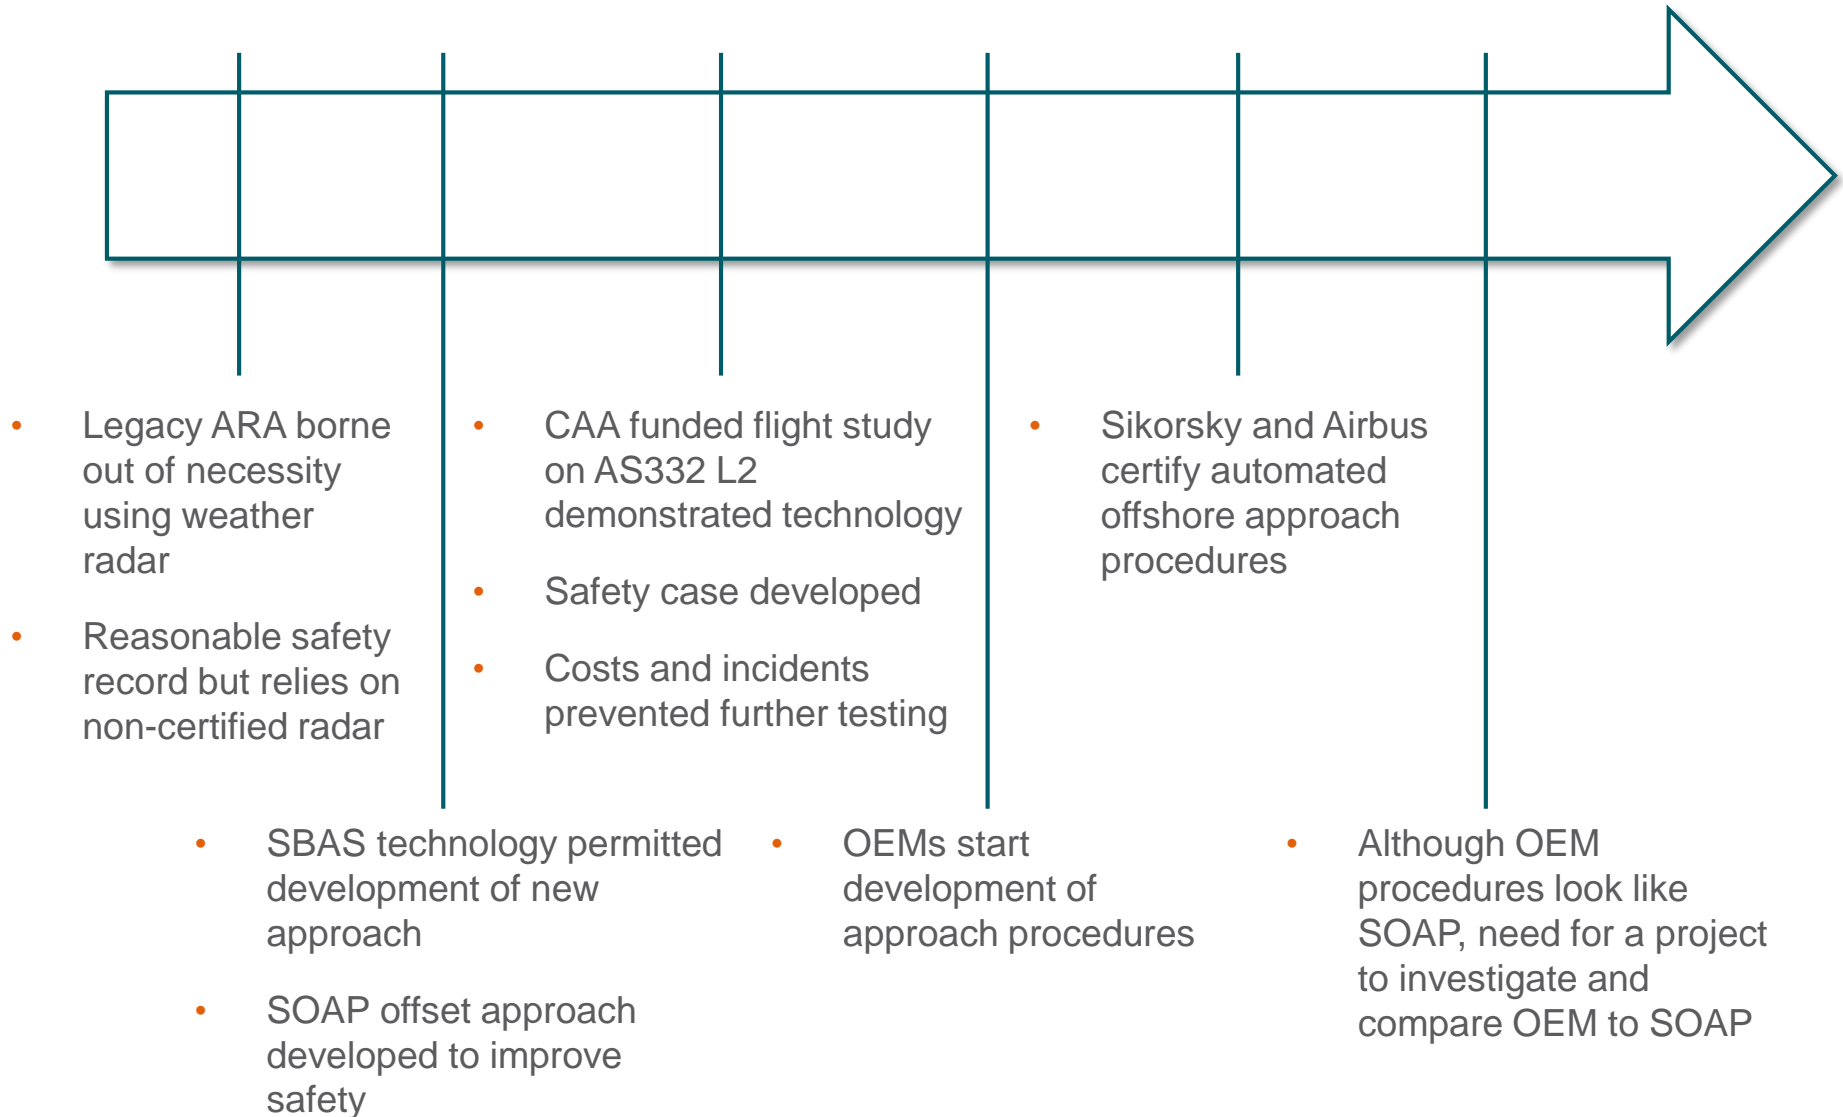 Legacy ARA borne
out of necessity
using weather
radar
Reasonable safety
record but relies on
non-certified radar
SBAS technology permitted
development of new
approach
SOAP offset approach
developed to improve
safety
CAA funded flight study
on AS332 L2
demonstrated technology
Safety case developed
Costs and incidents
prevented further testing
OEMs start
development of
approach procedures
Sikorsky and Airbus
certify automated
offshore approach
procedures
Although OEM
procedures look like
SOAP, need for a project
to investigate and
compare OEM to SOAP